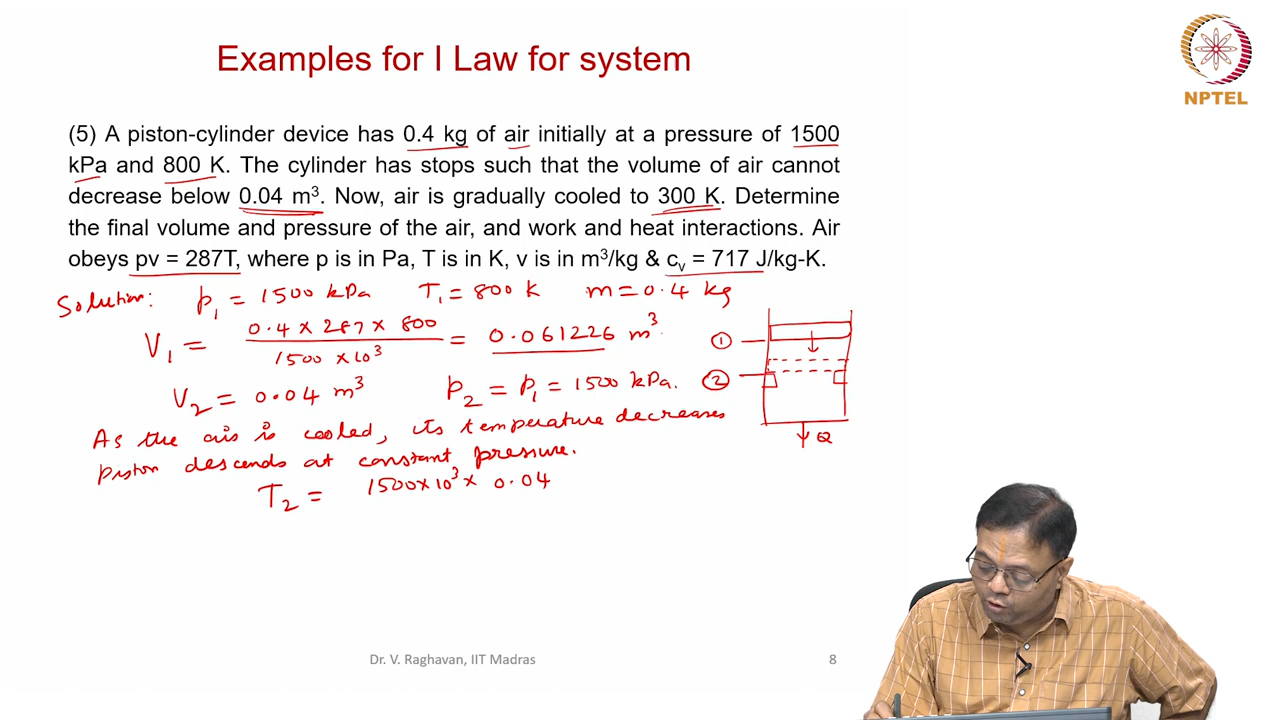 Examples for I Law for system
NPTEL
(5) A piston-cylinder device has 0.4 kg of air initially at a pressure of 1500
kPa and 800 K. The cylinder has stops such that the volume of air cannot
decrease below 0.04 m³. Now, air is gradually cooled to 300 K. Determine
the final volume and pressure of the air, and work and heat interactions. Air
obeys pv = 287T, where p is in Pa, T is in K, v is in m³/kg & cᵥ = 717 J/kg-K.
Solution: p₁ = 1500 kPa T₁ = 800 K m = 0.4 kg
V₁ = 0.4 × 287 × 800 / 1500 × 10³ = 0.061226 m³
①
V₂ = 0.04 m³ p₂ = p₁ = 1500 kPa.
②
As the air is cooled, its temperature decreases
Q
piston descends at constant pressure.
T₂ = 1500 × 10³ × 0.04
Dr. V. Raghavan, IIT Madras
8